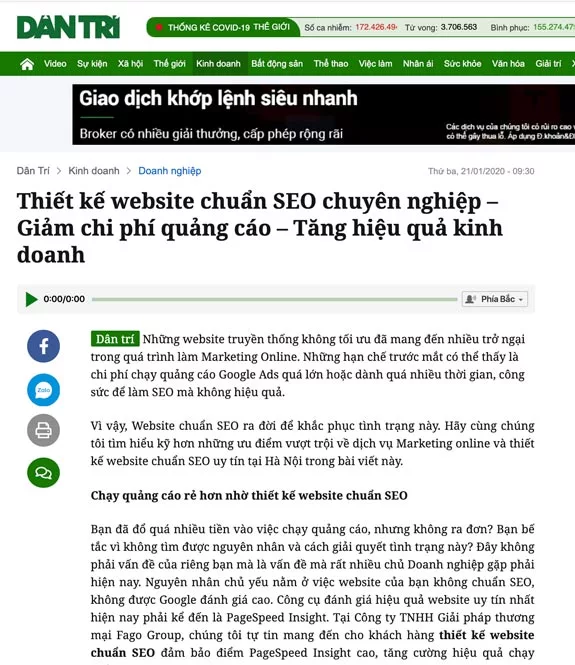 DÂN TRÍ
THỐNG KÊ COVID-19 THẾ GIỚI Số ca nhiễm: 172.426.49 Tử vong: 3.706.563 Bình phục: 155.274.47
Video Sự kiện Xã hội Thế giới Kinh doanh Bất động sản Thể thao Việc làm Nhân ái Sức khỏe Văn hóa Giải trí
Giao dịch khớp lệnh siêu nhanh
Broker có nhiều giải thưởng, cấp phép rộng rãi
Các dịch vụ của chúng tôi có rủi ro cao v
có thể gây thua lỗ. Áp dụng Đ.khoản&Đ
Dân Trí > Kinh doanh > Doanh nghiệp Thứ ba, 21/01/2020 - 09:30
Thiết kế website chuẩn SEO chuyên nghiệp –
Giảm chi phí quảng cáo – Tăng hiệu quả kinh
doanh
0:00/0:00 Phía Bắc
Dân trí Những website truyền thống không tối ưu đã mang đến nhiều trở ngại
trong quá trình làm Marketing Online. Những hạn chế trước mắt có thể thấy là
chi phí chạy quảng cáo Google Ads quá lớn hoặc dành quá nhiều thời gian, công
sức để làm SEO mà không hiệu quả.
Zalo
Vì vậy, Website chuẩn SEO ra đời để khắc phục tình trạng này. Hãy cùng chúng
tôi tìm hiểu kỹ hơn những ưu điểm vượt trội về dịch vụ Marketing online và thiết
kế website chuẩn SEO uy tín tại Hà Nội trong bài viết này.
Chạy quảng cáo rẻ hơn nhờ thiết kế website chuẩn SEO
Bạn đã đổ quá nhiều tiền vào việc chạy quảng cáo, nhưng không ra đơn? Bạn bế
tắc vì không tìm được nguyên nhân và cách giải quyết tình trạng này? Đây không
phải vấn đề của riêng bạn mà là vấn đề mà rất nhiều chủ Doanh nghiệp gặp phải
hiện nay. Nguyên nhân chủ yếu nằm ở việc website của bạn không chuẩn SEO,
không được Google đánh giá cao. Công cụ đánh giá hiệu quả website uy tín nhất
hiện nay phải kể đến là PageSpeed Insight. Tại Công ty TNHH Giải pháp thương
mại Fago Group, chúng tôi tự tin mang đến cho khách hàng thiết kế website
chuẩn SEO đảm bảo điểm PageSpeed Insight cao, tăng cường hiệu quả chạy